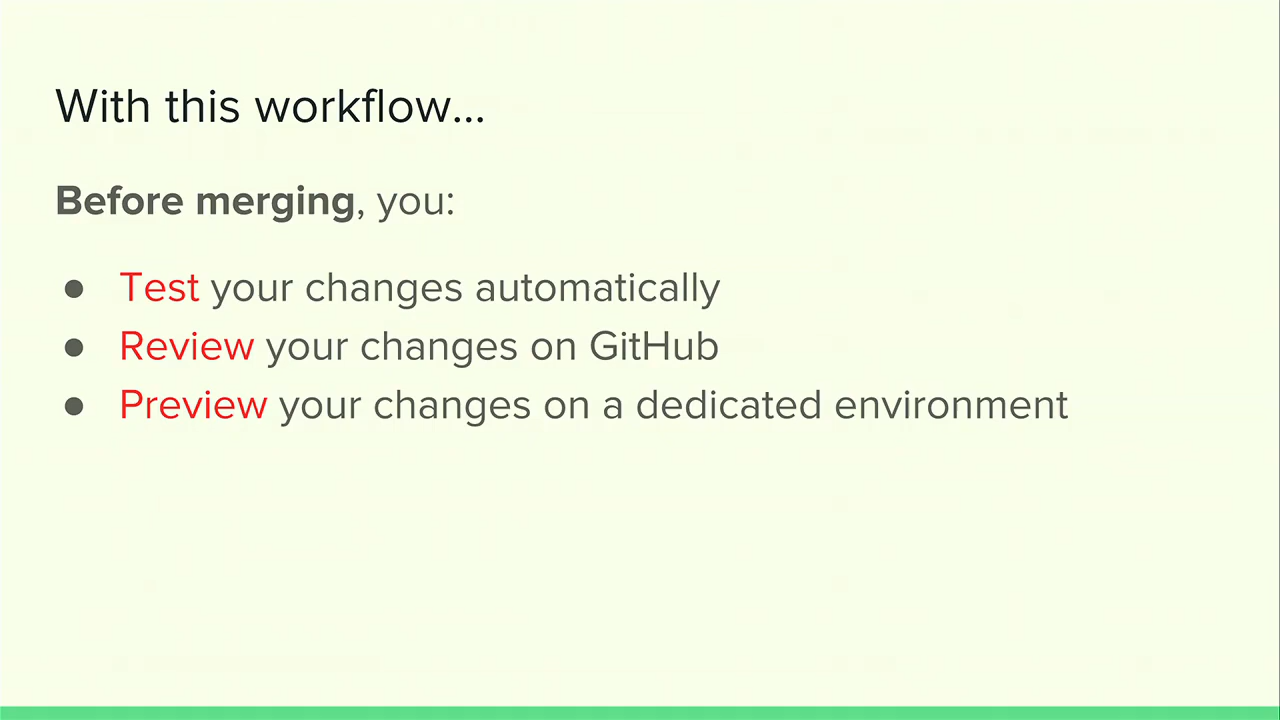 With this workflow...
Before merging, you:
● Test your changes automatically
● Review your changes on GitHub
● Preview your changes on a dedicated environment